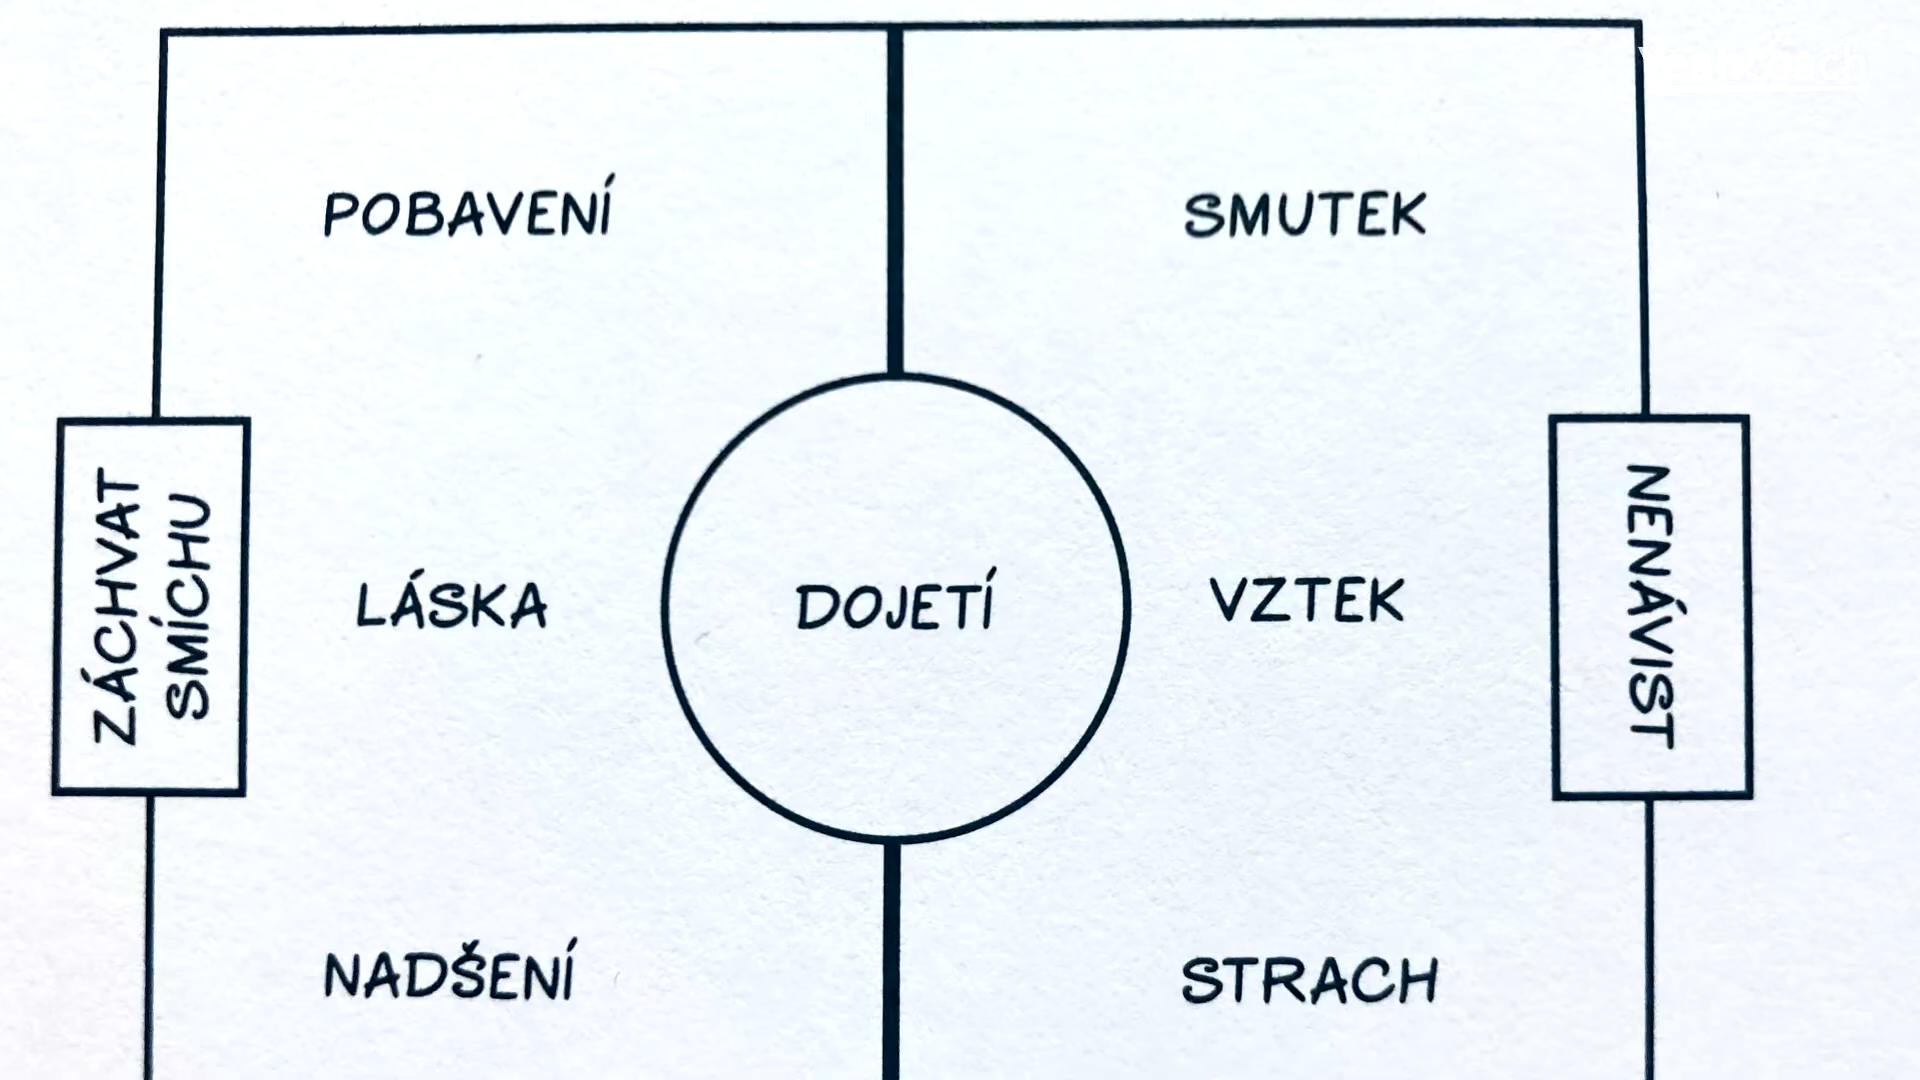 POBAVENÍ
SMUTEK
ZÁCHVAT
SMÍCHU
LÁSKA
DOJETÍ
VZTEK
NENÁVIST
NADŠENÍ
STRACH